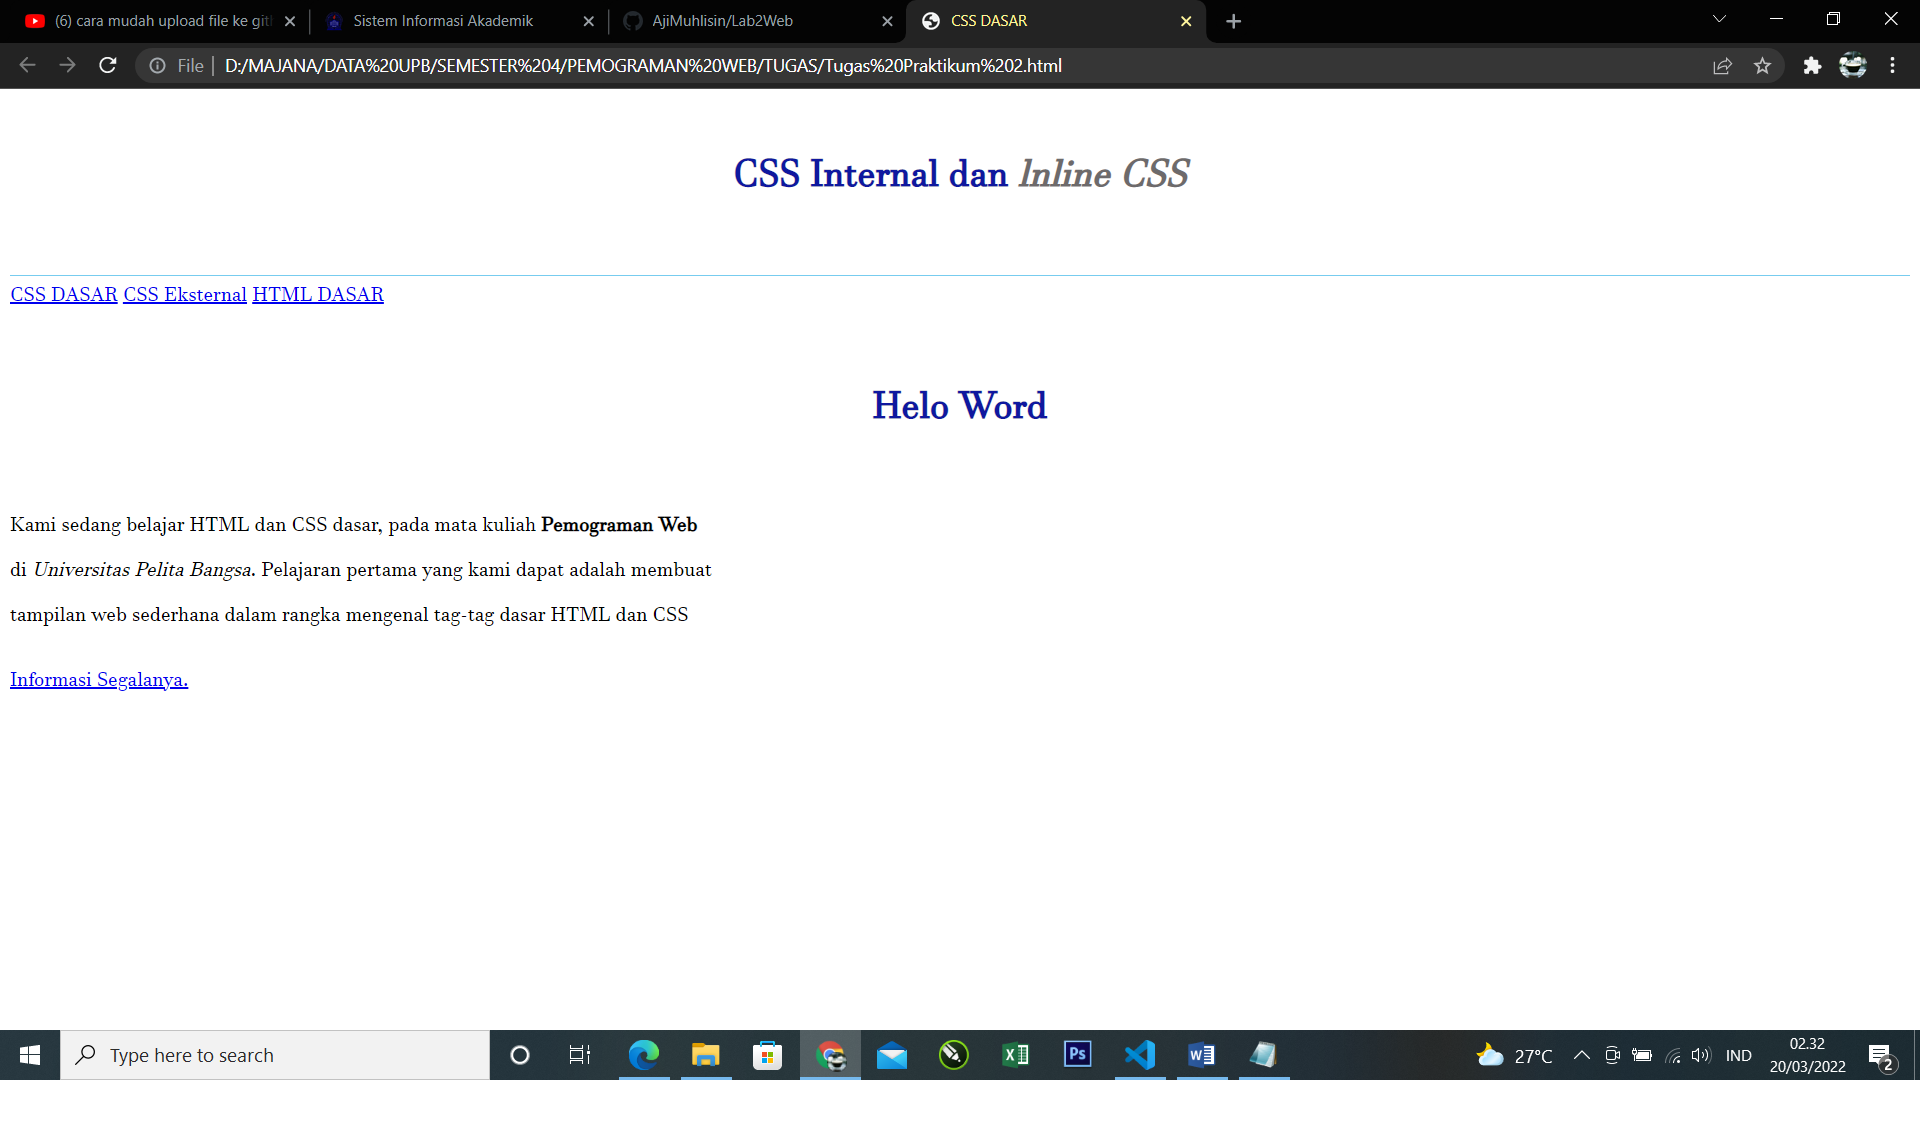 (6) cara mudah upload file ke gitl
Sistem Informasi Akademik
AjiMuhlisin/Lab2Web
CSS DASAR
File
D:/MAJANA/DATA%20UPB/SEMESTER%204/PEMOGRAMAN%20WEB/TUGAS/Tugas%20Praktikum%202.html
CSS Internal dan lnline CSS
CSS DASAR CSS Eksternal HTML DASAR
Helo Word
Kami sedang belajar HTML dan CSS dasar, pada mata kuliah Pemograman Web
di Universitas Pelita Bangsa. Pelajaran pertama yang kami dapat adalah membuat
tampilan web sederhana dalam rangka mengenal tag-tag dasar HTML dan CSS
Informasi Segalanya.
Type here to search
Ps
27°C
IND
02.32
20/03/2022
2